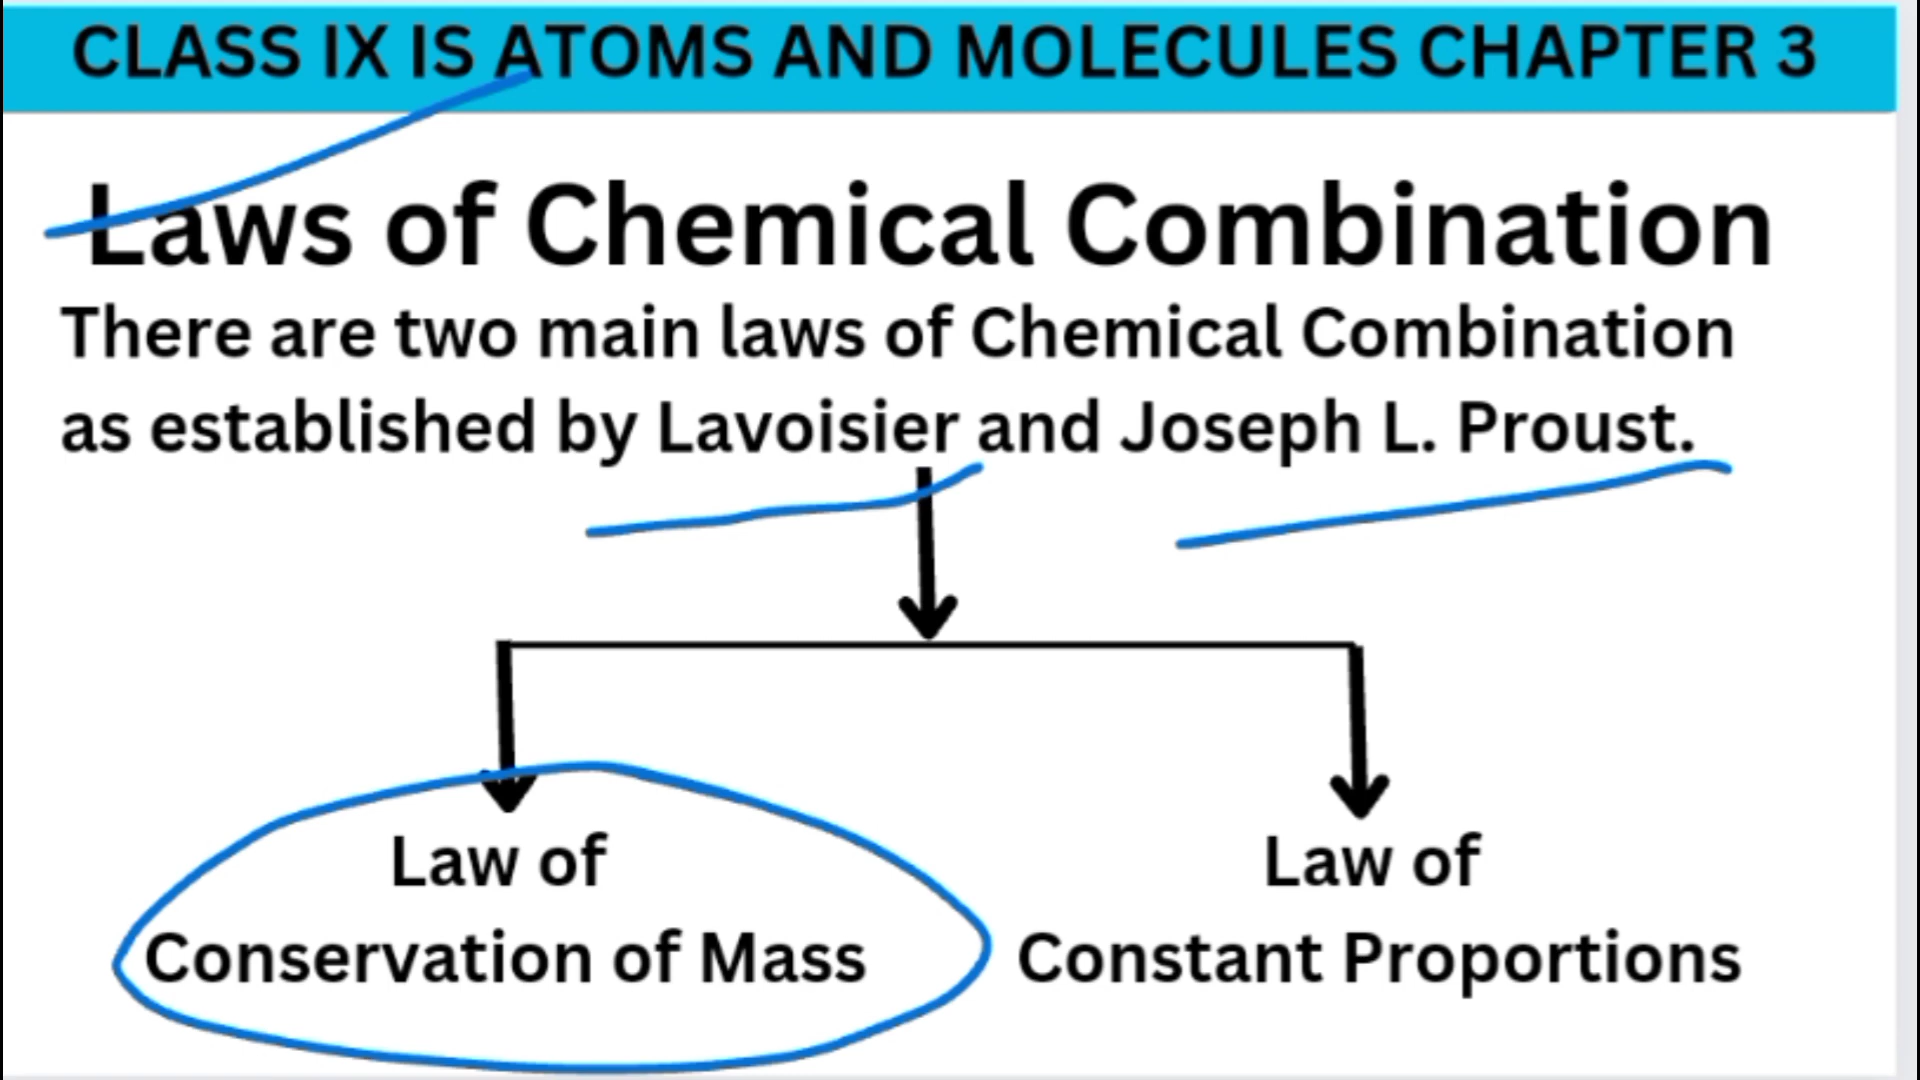 CLASS IX IS ATOMS AND MOLECULES CHAPTER 3
Laws of Chemical Combination
There are two main laws of Chemical Combination
as established by Lavoisier and Joseph L. Proust.
Law of
Conservation of Mass
Law of
Constant Proportions